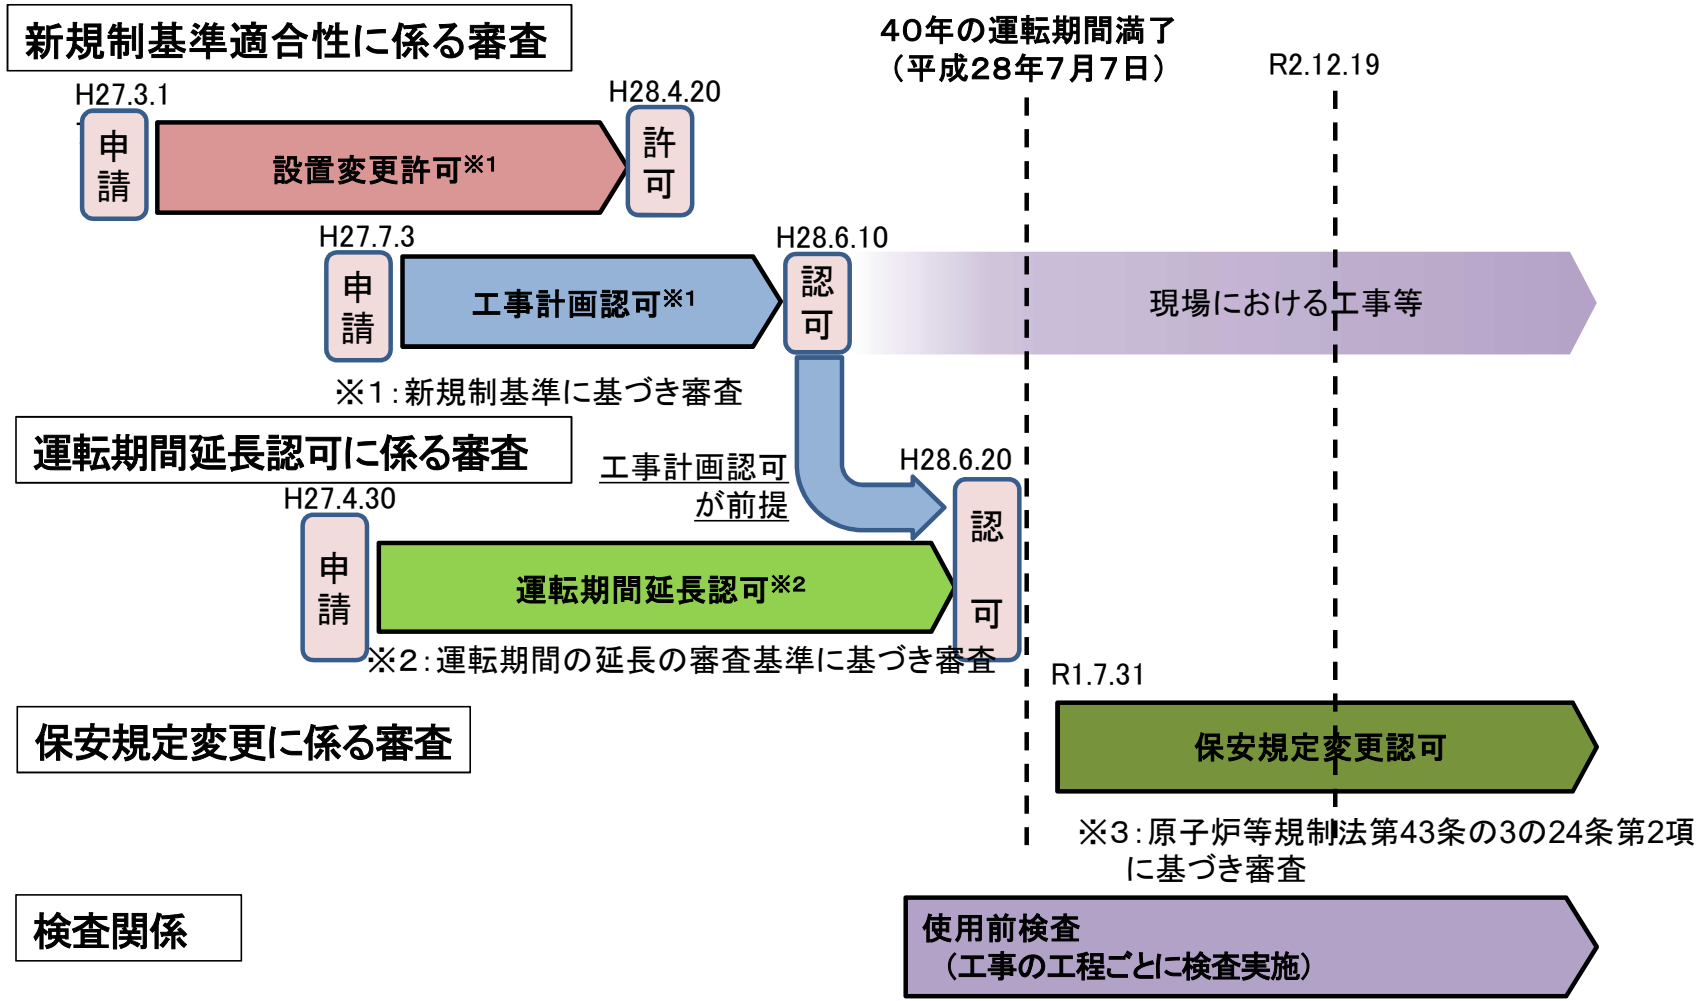 新規制基準適合性に係る審査
40年の運転期間満了
（平成28年7月7日）
R2.12.19
H27.3.1
申請
設置変更許可※1
H28.4.20
許可
H27.7.3
申請
工事計画認可※1
H28.6.10
認可
現場における工事等
※1：新規制基準に基づき審査
運転期間延長認可に係る審査
工事計画認可
が前提
H28.6.20
認可
H27.4.30
申請
運転期間延長認可※2
※2：運転期間の延長の審査基準に基づき審査
R1.7.31
保安規定変更に係る審査
保安規定変更認可
※3：原子炉等規制法第43条の3の24条第2項
に基づき審査
検査関係
使用前検査
（工事の工程ごとに検査実施）